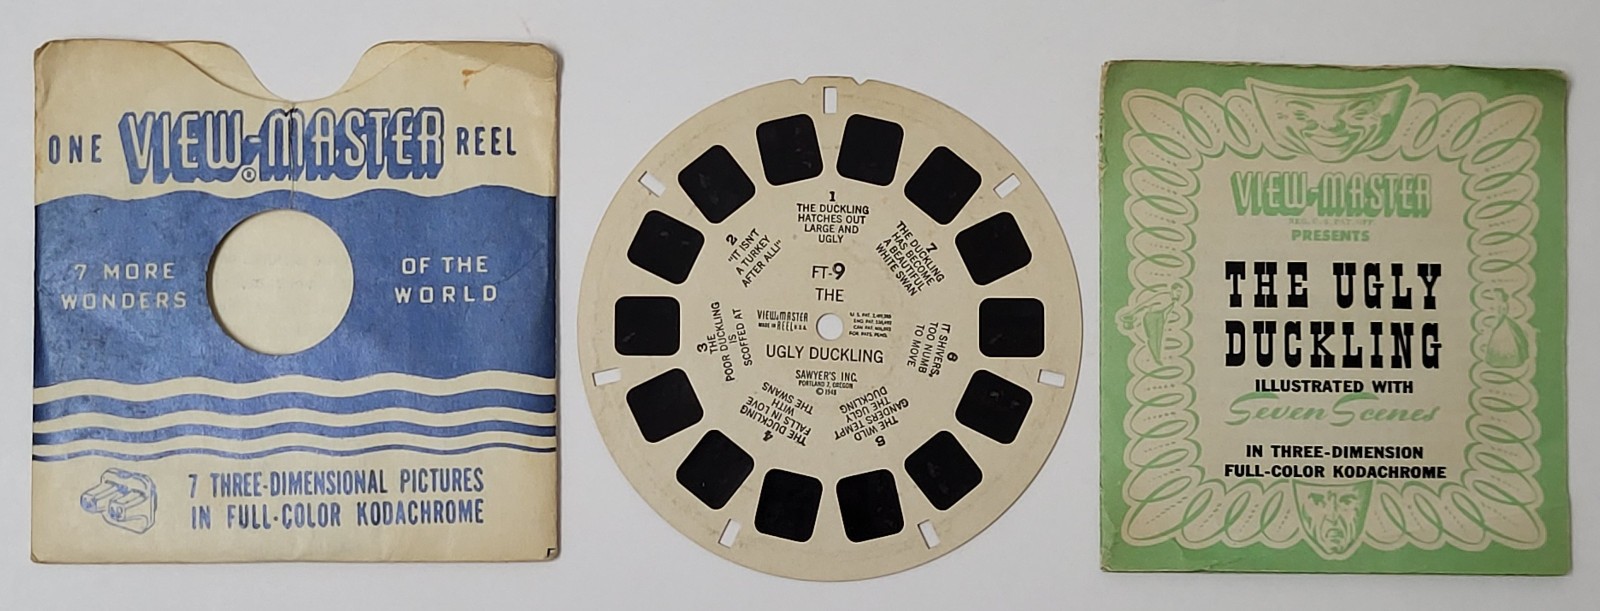 ONE VIEW-MASTER REEL
®
7 MORE
WONDERS
OF THE
WORLD
7 THREE-DIMENSIONAL PICTURES
IN FULL-COLOR KODACHROME
1
THE DUCKLING
HATCHES OUT
LARGE AND
UGLY
2
"IT ISN'T
A TURKEY
AFTER ALL!"
3
THE
POOR DUCKLING
IS
SCOFFED AT
4
THE DUCKLING
FALLS IN LOVE
WITH
THE SWANS
5
THE WILD
GANDERS TEMPT
THE UGLY
DUCKLING
6
IT SHIVERS,
TOO NUMB
TO MOVE
7
THE DUCKLING
HAS BECOME
A BEAUTIFUL
WHITE SWAN
FT-9
THE
VIEW-MASTER
MADE IN REEL U.S.A.
UGLY DUCKLING
SAWYER'S INC.
PORTLAND 7, OREGON
© 1948
VIEW-MASTER
REG. U.S. PAT. OFF.
PRESENTS
THE UGLY
DUCKLING
ILLUSTRATED WITH
Seven Scenes
IN THREE-DIMENSION
FULL-COLOR KODACHROME